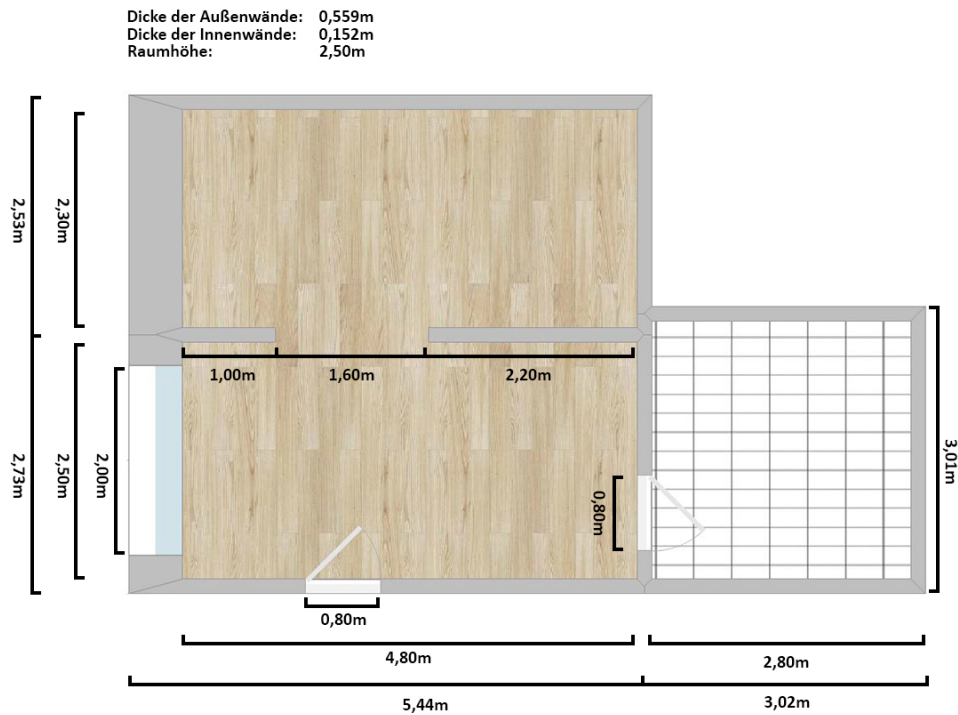 Dicke der Außenwände: 0,559m
Dicke der Innenwände: 0,152m
Raumhöhe: 2,50m
2,53m
2,30m
1,00m
1,60m
2,20m
2,73m
2,50m
2,00m
0,80m
3,01m
0,80m
4,80m
2,80m
5,44m
3,02m